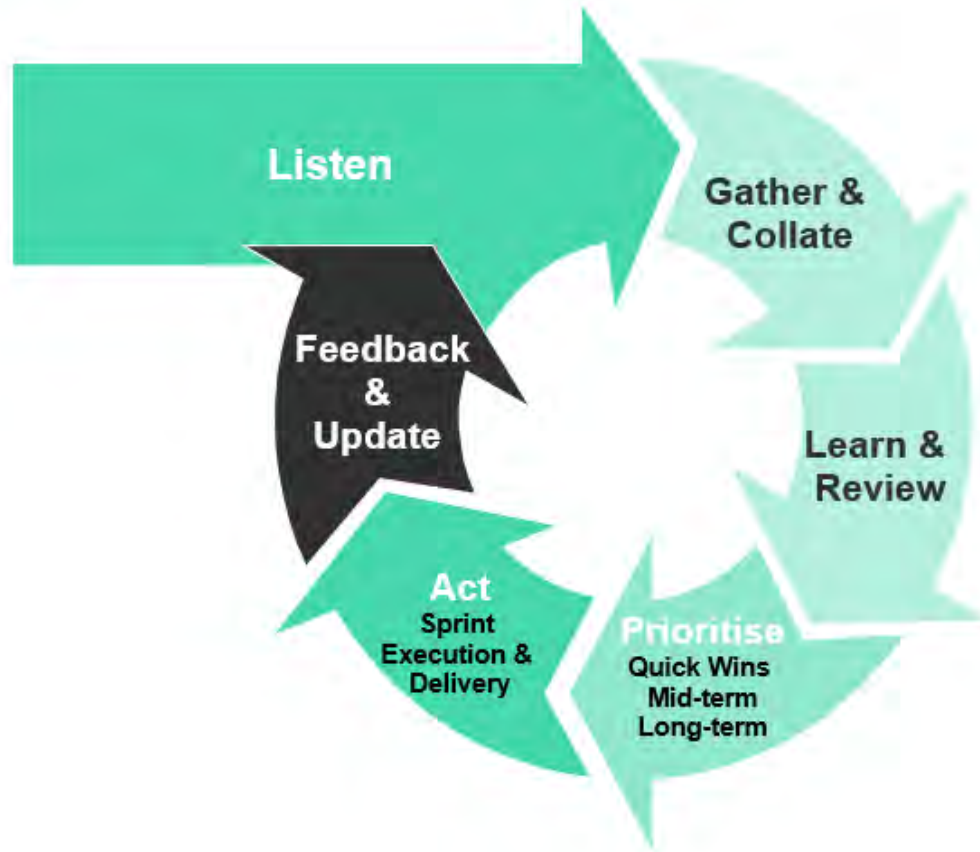 Listen
Gather &
Collate
Learn &
Review
Prioritise
Quick Wins
Mid-term
Long-term
Act
Sprint
Execution &
Delivery
Feedback
&
Update